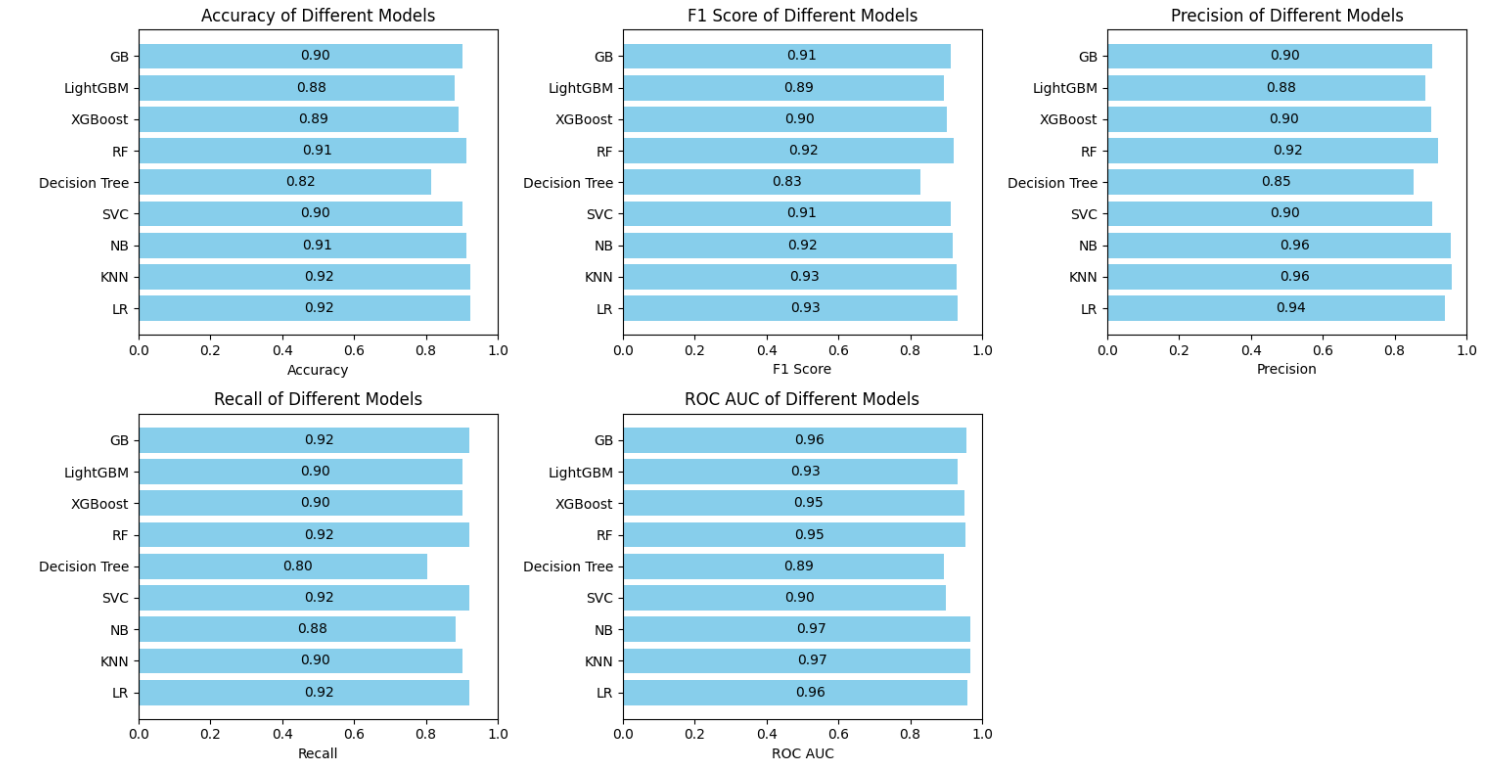 Accuracy of Different Models
GB 0.90
LightGBM 0.88
XGBoost 0.89
RF 0.91
Decision Tree 0.82
SVC 0.90
NB 0.91
KNN 0.92
LR 0.92
0.0 0.2 0.4 0.6 0.8 1.0
Accuracy
F1 Score of Different Models
GB 0.91
LightGBM 0.89
XGBoost 0.90
RF 0.92
Decision Tree 0.83
SVC 0.91
NB 0.92
KNN 0.93
LR 0.93
0.0 0.2 0.4 0.6 0.8 1.0
F1 Score
Precision of Different Models
GB 0.90
LightGBM 0.88
XGBoost 0.90
RF 0.92
Decision Tree 0.85
SVC 0.90
NB 0.96
KNN 0.96
LR 0.94
0.0 0.2 0.4 0.6 0.8 1.0
Precision
Recall of Different Models
GB 0.92
LightGBM 0.90
XGBoost 0.90
RF 0.92
Decision Tree 0.80
SVC 0.92
NB 0.88
KNN 0.90
LR 0.92
0.0 0.2 0.4 0.6 0.8 1.0
Recall
ROC AUC of Different Models
GB 0.96
LightGBM 0.93
XGBoost 0.95
RF 0.95
Decision Tree 0.89
SVC 0.90
NB 0.97
KNN 0.97
LR 0.96
0.0 0.2 0.4 0.6 0.8 1.0
ROC AUC